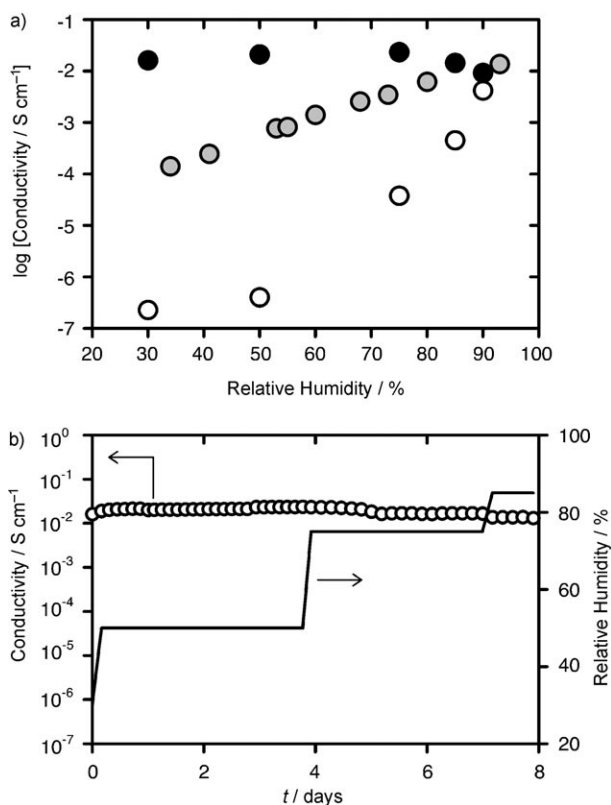 a)
-1
-2
-3
-4
-5
-6
-7
log [Conductivity / S cm⁻¹]
20 30 40 50 60 70 80 90 100
Relative Humidity / %
b)
10⁰
10⁻¹
10⁻²
10⁻³
10⁻⁴
10⁻⁵
10⁻⁶
10⁻⁷
Conductivity / S cm⁻¹
100
80
60
40
20
Relative Humidity / %
0 2 4 6 8
t / days